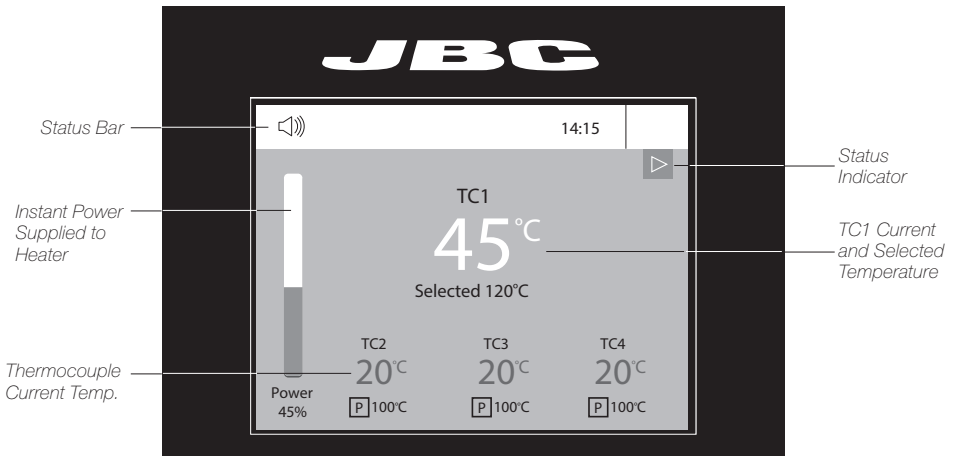 JBC
Status Bar
14:15
Status
Indicator
Instant Power
Supplied to
Heater
TC1
45°C
Selected 120°C
TC1 Current
and Selected
Temperature
Thermocouple
Current Temp.
Power
45%
TC2
20°C
P 100°C
TC3
20°C
P 100°C
TC4
20°C
P 100°C